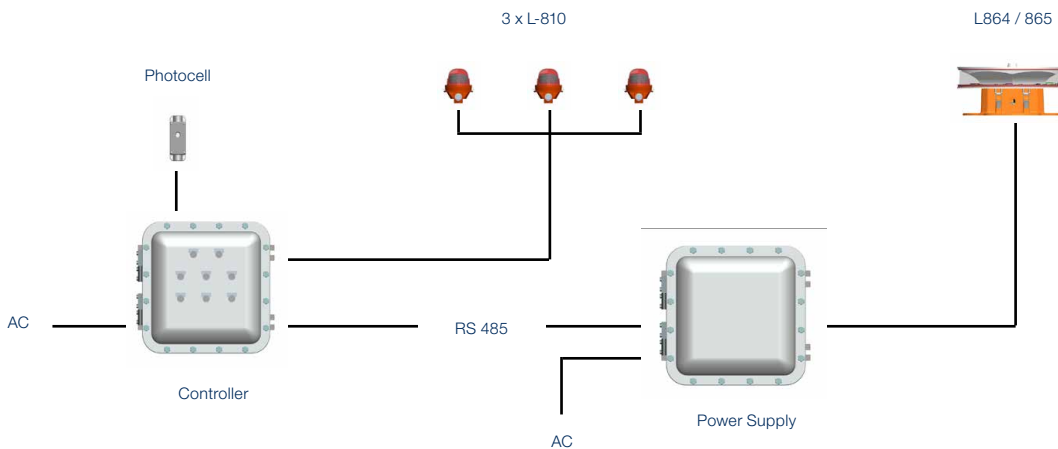 3 x L-810
L864 / 865
Photocell
AC
RS 485
Controller
Power Supply
AC